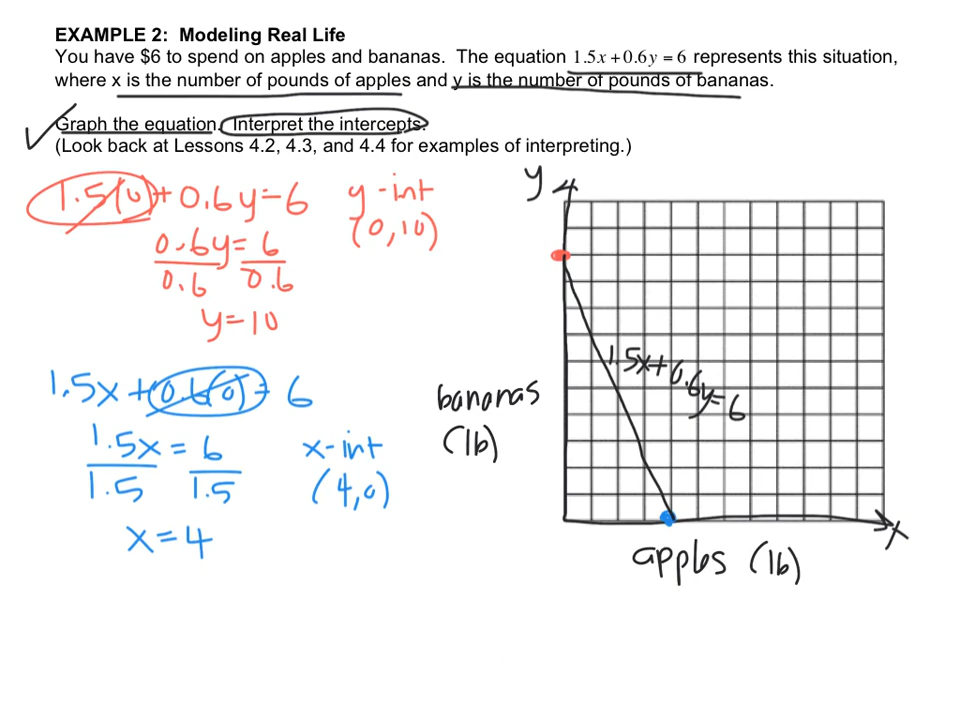 EXAMPLE 2: Modeling Real Life
You have $6 to spend on apples and bananas. The equation 1.5x + 0.6y = 6 represents this situation,
where x is the number of pounds of apples and y is the number of pounds of bananas.
Graph the equation. Interpret the intercepts.
(Look back at Lessons 4.2, 4.3, and 4.4 for examples of interpreting.)
1.5(0) + 0.6y = 6
0.6y = 6
0.6 0.6
y = 10
y-int
(0,10)
1.5x + 0.6(0) = 6
1.5x = 6
1.5 1.5
x = 4
x-int
(4,0)
y
bananas
(lb)
1.5x + 0.6y = 6
x
apples (lb)